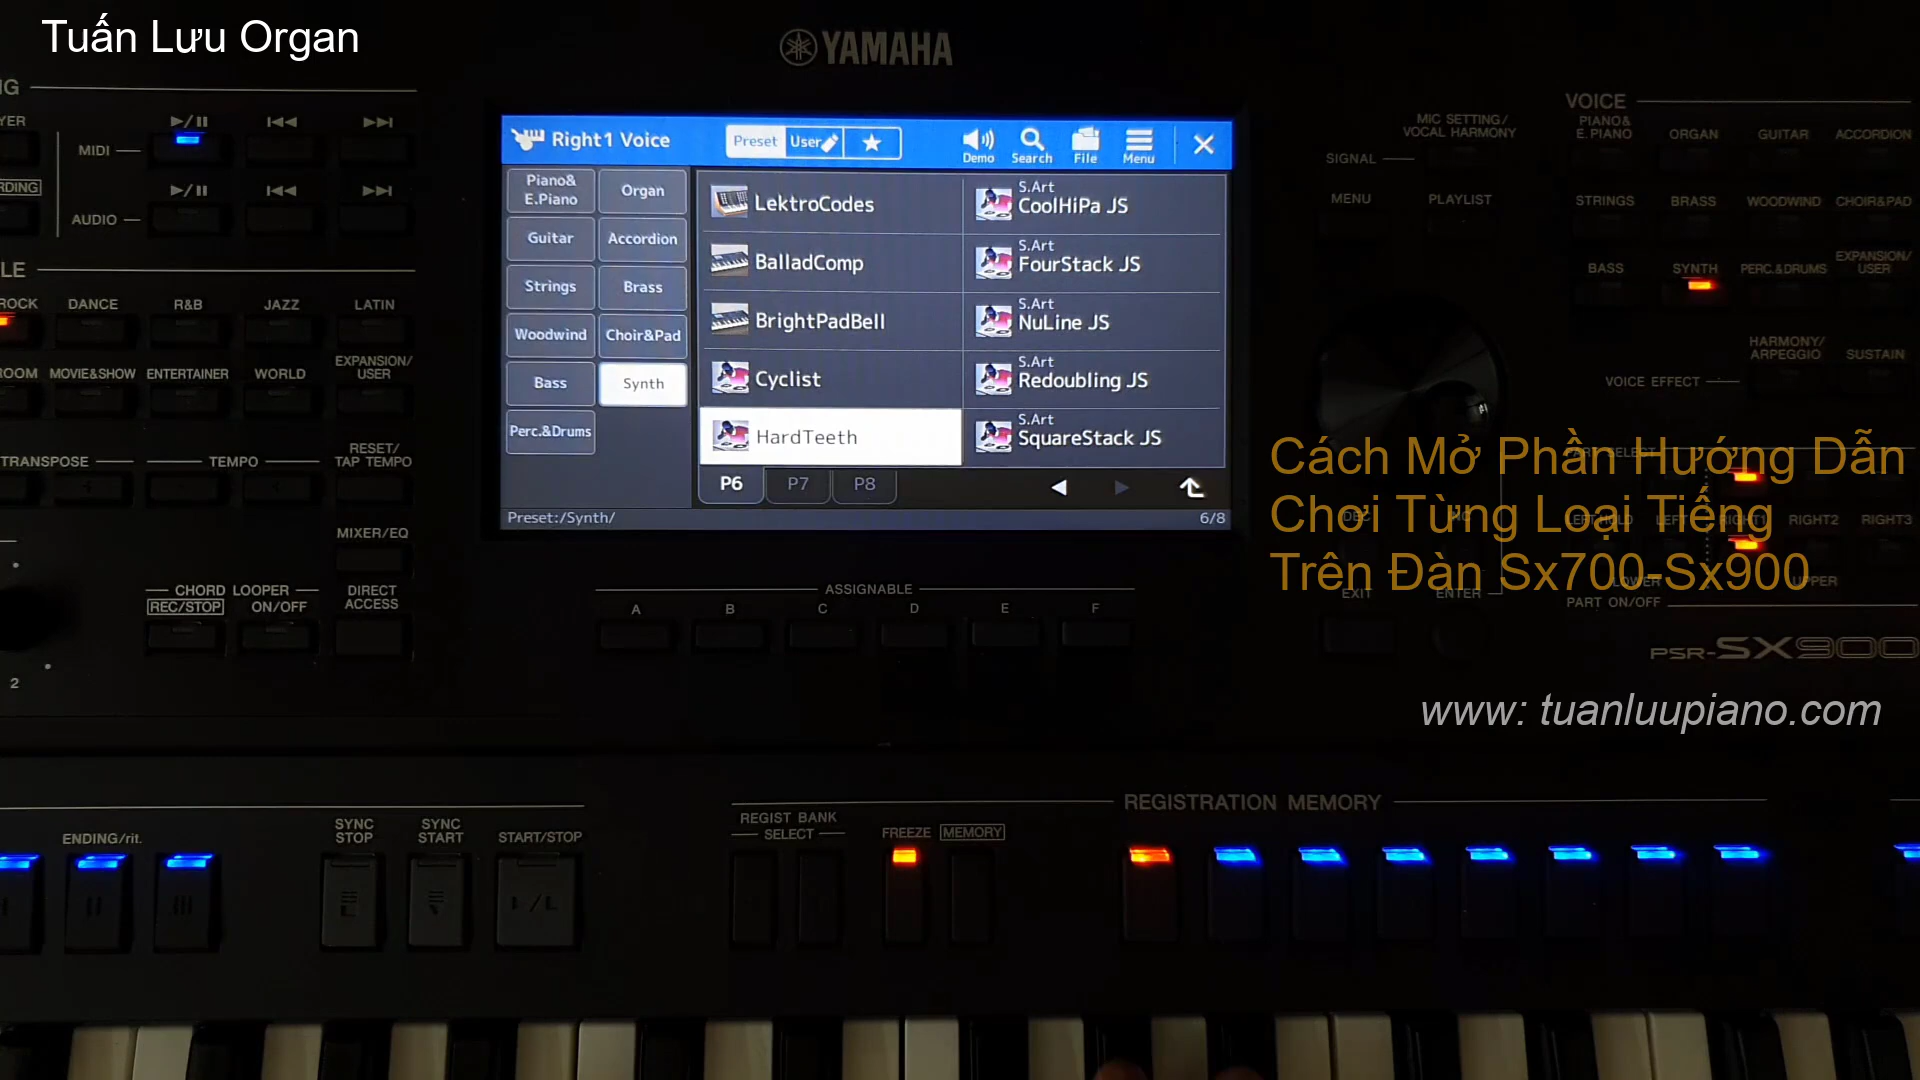 Tuấn Lưu Organ
YAMAHA
MIDI
AUDIO
DANCE
R&B
JAZZ
LATIN
MOVIE&SHOW
ENTERTAINER
WORLD
EXPANSION/
USER
TRANSPOSE
TEMPO
RESET/
TAP TEMPO
MIXER/EQ
CHORD LOOPER
REC/STOP
ON/OFF
DIRECT
ACCESS
2
Right1 Voice
Preset
User
Demo
Search
File
Menu
Piano&
E.Piano
Organ
Guitar
Accordion
Strings
Brass
Woodwind
Choir&Pad
Bass
Synth
Perc.&Drums
LektroCodes
BalladComp
BrightPadBell
Cyclist
HardTeeth
S.Art
CoolHiPa JS
S.Art
FourStack JS
S.Art
NuLine JS
S.Art
Redoubling JS
S.Art
SquareStack JS
P6
P7
P8
Preset:/Synth/
6/8
ASSIGNABLE
A B C D E F
MIC SETTING/
VOCAL HARMONY
SIGNAL
MENU
PLAYLIST
VOICE
PIANO&
E.PIANO
ORGAN
GUITAR
ACCORDION
STRINGS
BRASS
WOODWIND
CHOIR&PAD
BASS
SYNTH
PERC.&DRUMS
EXPANSION/
USER
HARMONY/
ARPEGGIO
SUSTAIN
VOICE EFFECT
Cách Mở Phần Hướng Dẫn
Chơi Từng Loại Tiếng
Trên Đàn Sx700-Sx900
RIGHT2
RIGHT3
EXIT
ENTER
LOWER
UPPER
PART ON/OFF
PSR-SX900
www: tuanluupiano.com
ENDING/rit.
SYNC
STOP
SYNC
START
START/STOP
REGIST BANK
SELECT
FREEZE
MEMORY
REGISTRATION MEMORY